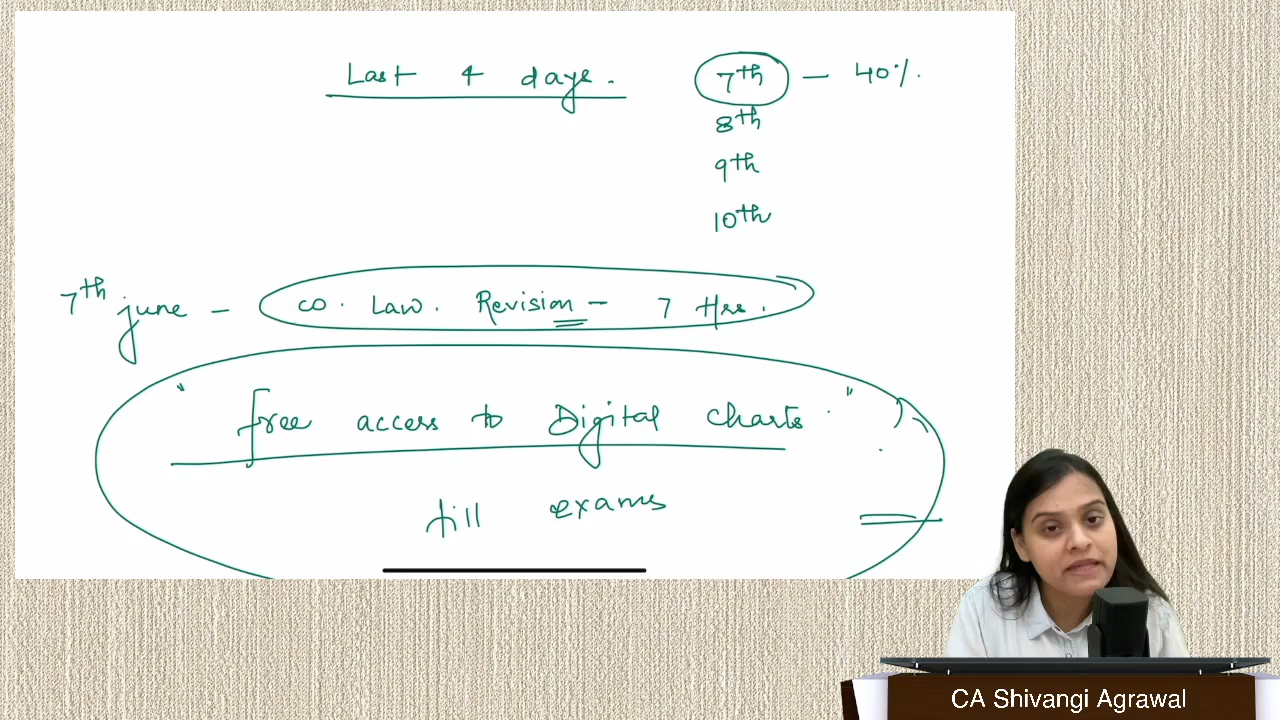 Last 4 days. 7th - 40%.
8th
9th
10th
7th june - co. Law. Revision - 7 Hrs.
"free access to Digital charts."
till exams
CA Shivangi Agrawal